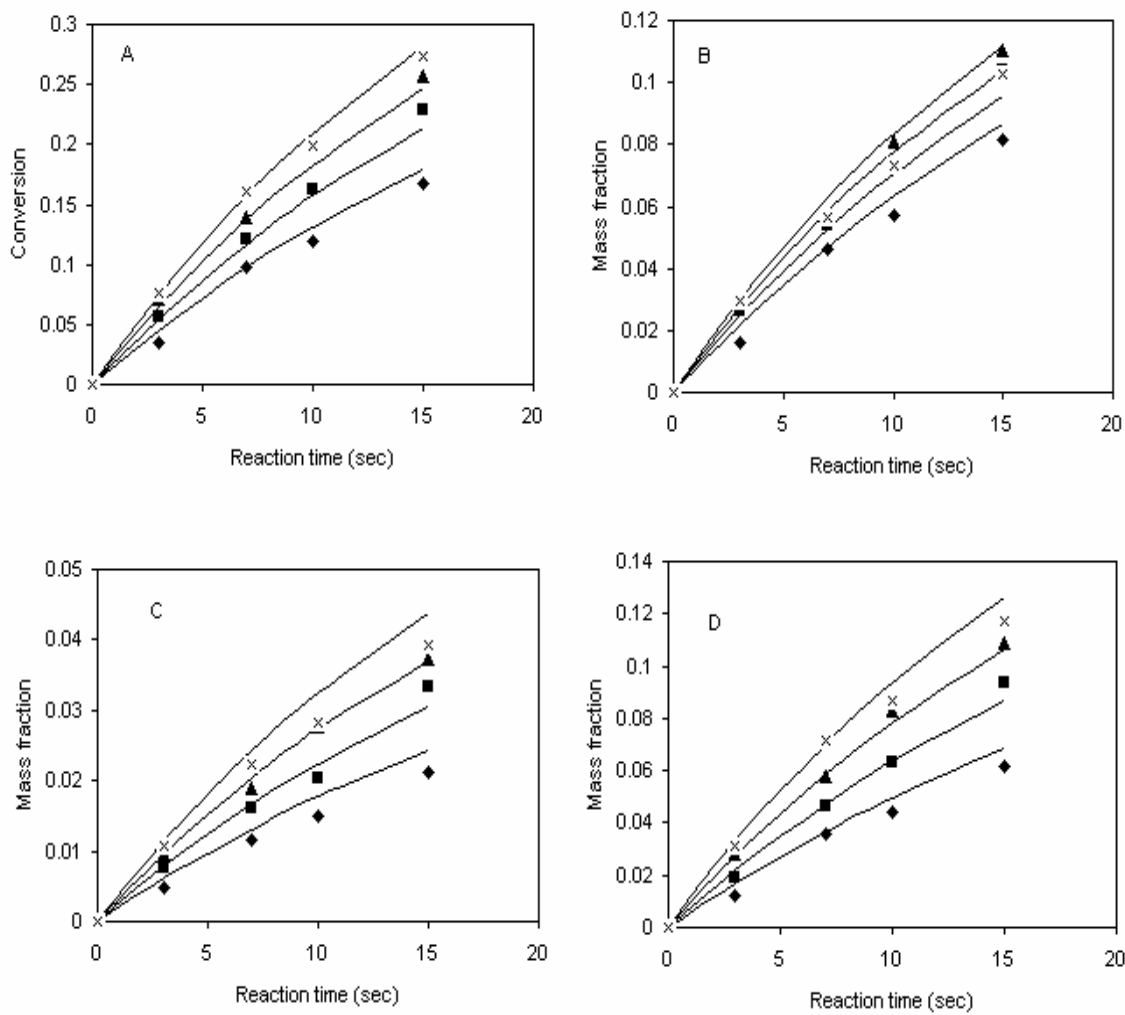 A
Conversion
0.3
0.25
0.2
0.15
0.1
0.05
0
0 5 10 15 20
Reaction time (sec)
B
Mass fraction
0.12
0.1
0.08
0.06
0.04
0.02
0
0 5 10 15 20
Reaction time (sec)
C
Mass fraction
0.05
0.04
0.03
0.02
0.01
0
0 5 10 15 20
Reaction time (sec)
D
Mass fraction
0.14
0.12
0.1
0.08
0.06
0.04
0.02
0
0 5 10 15 20
Reaction time (sec)